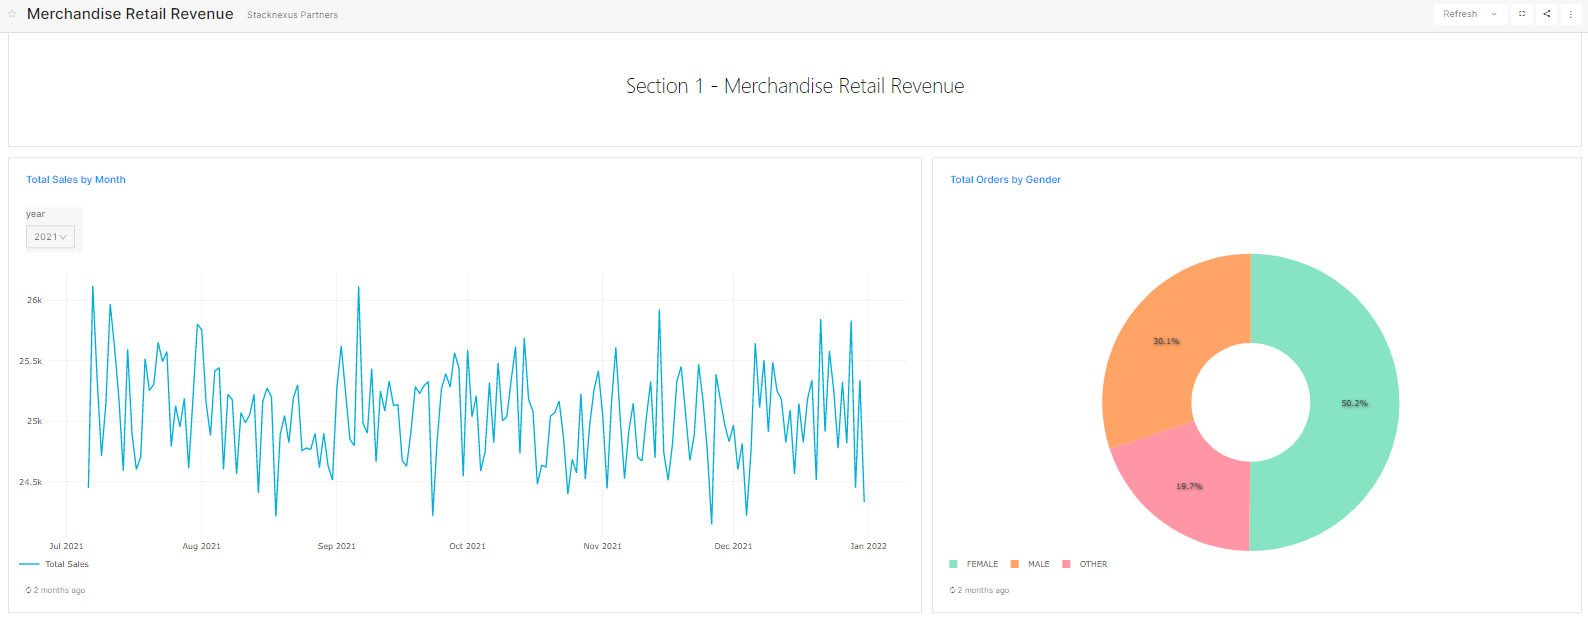 Merchandise Retail Revenue Stacknexus Partners Refresh
Section 1 - Merchandise Retail Revenue
Total Sales by Month
year
2021
26k
25.5k
25k
24.5k
Jul 2021 Aug 2021 Sep 2021 Oct 2021 Nov 2021 Dec 2021 Jan 2022
Total Sales
2 months ago
Total Orders by Gender
30.1%
50.2%
19.7%
FEMALE MALE OTHER
2 months ago